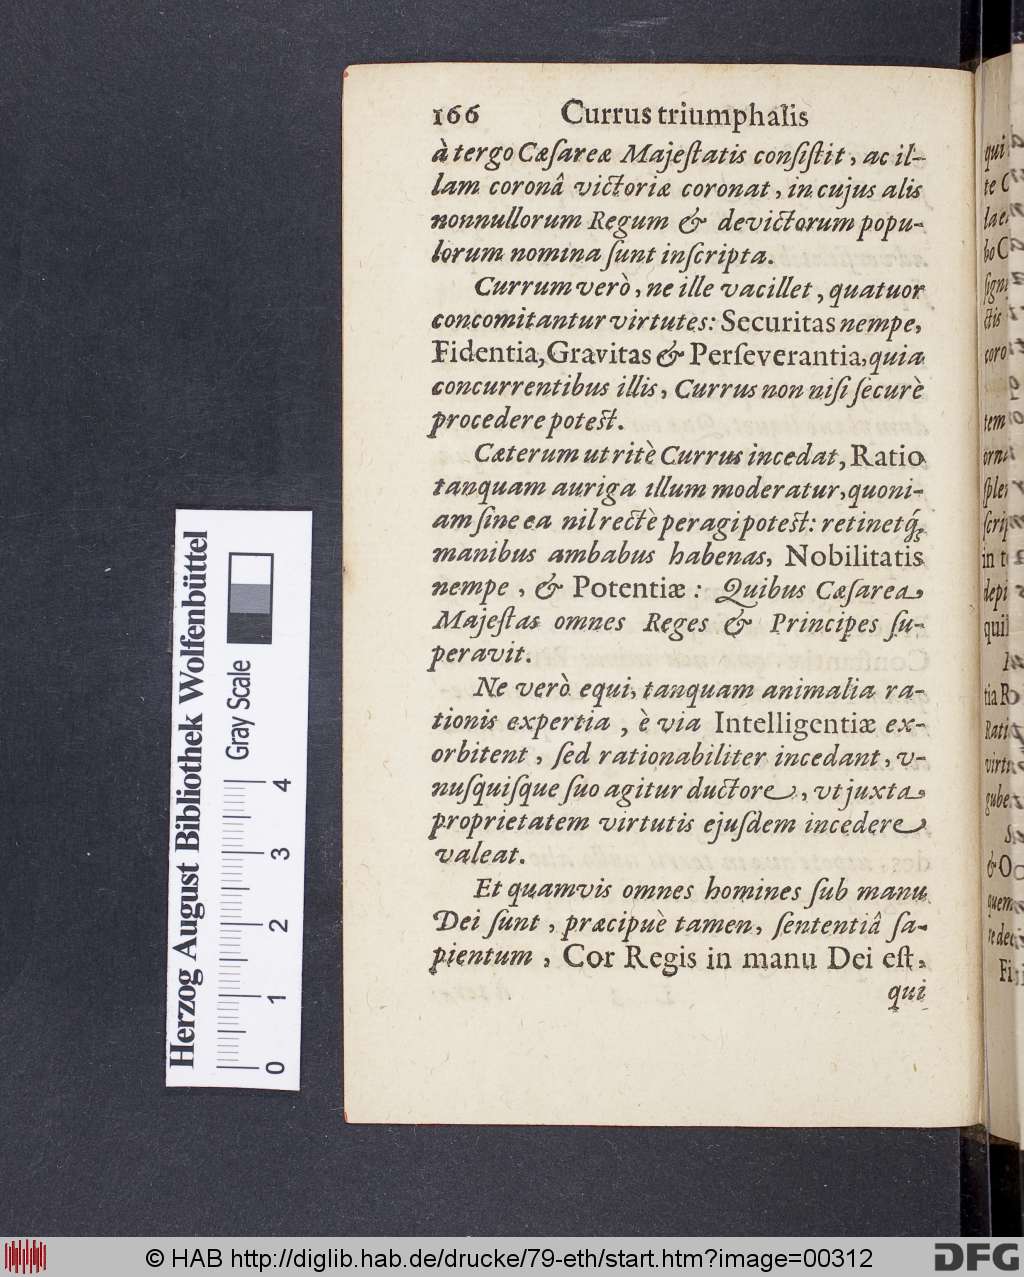 166 Currus triumphalis
à tergo Cæſareæ Majeſtatis conſiſtit, ac il-
lam coronâ victoriæ coronat, in cujus alis
nonnullorum Regum & devictorum popu-
lorum nomina ſunt inſcripta.
Currum verò, ne ille vacillet, quatuor
concomitantur virtutes: Securitas nempe,
Fidentia, Gravitas & Perſeverantia, quia
concurrentibus illis, Currus non niſi ſecurè
procedere poteſt.
Cæterum ut ritè Currus incedat, Ratio
tanquam auriga illum moderatur, quoni-
am ſine ea nil rectè peragi poteſt: retinetq́;
manibus ambabus habenas, Nobilitatis
nempe, & Potentiæ: Quibus Cæſarea
Majeſtas omnes Reges & Principes ſu-
peravit.
Ne verò equi, tanquam animalia ra-
tionis expertia, è via Intelligentiæ ex-
orbitent, ſed rationabiliter incedant, v-
nuſquiſque ſuo agitur ductore, vt juxta
proprietatem virtutis ejuſdem incedere
valeat.
Et quamvis omnes homines ſub manu
Dei ſunt, præcipuè tamen, ſententiâ ſa-
pientum, Cor Regis in manu Dei eſt,
qui
Herzog August Bibliothek Wolfenbüttel
Gray Scale
0 1 2 3 4
© HAB http://diglib.hab.de/drucke/79-eth/start.htm?image=00312
DFG